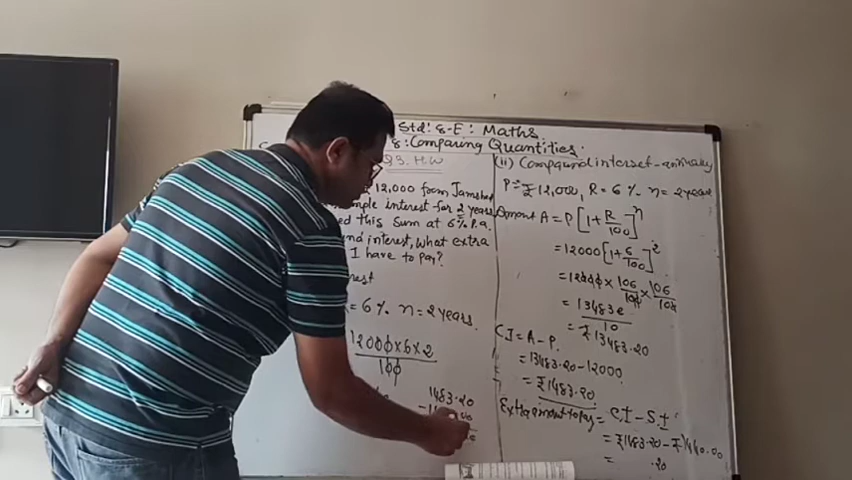 Std: 8-E: Maths
8: Comparing Quantities
Q3. H.W
12,000 from Jamshed
simple interest for 2 years
this sum at 6% p.a.
interest, what extra
I have to pay?
= 6% n = 2 years
12000×6×2
100
1483.20
(ii) Compound interest - annually
P = ₹12,000, R = 6% n = 2 years
Amount A = P[1+R/100]^n
= 12000[1+6/100]^2
= 12000 × 106/100 × 106/100
= 13483.20
CI = A-P
= 13483.20 - 12000
= ₹1483.20
Extra amount to pay = C.I - S.I
= ₹1483.20 - ₹1440.00
= .20